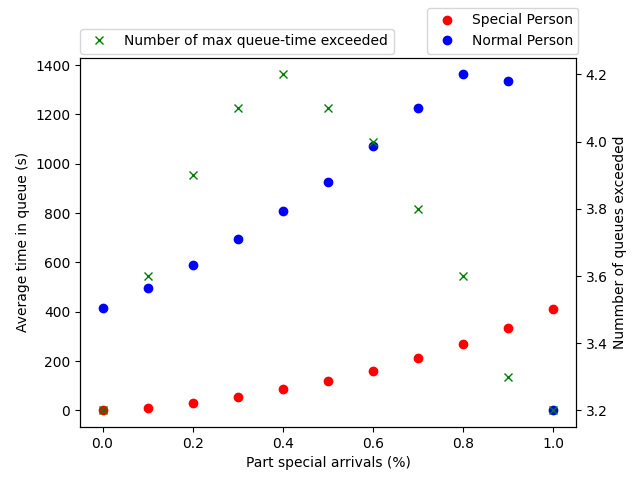 Number of max queue-time exceeded
Special Person
Normal Person
1400
1200
1000
800
600
400
200
0
Average time in queue (s)
4.2
4.0
3.8
3.6
3.4
3.2
Nummber of queues exceeded
0.0 0.2 0.4 0.6 0.8 1.0
Part special arrivals (%)